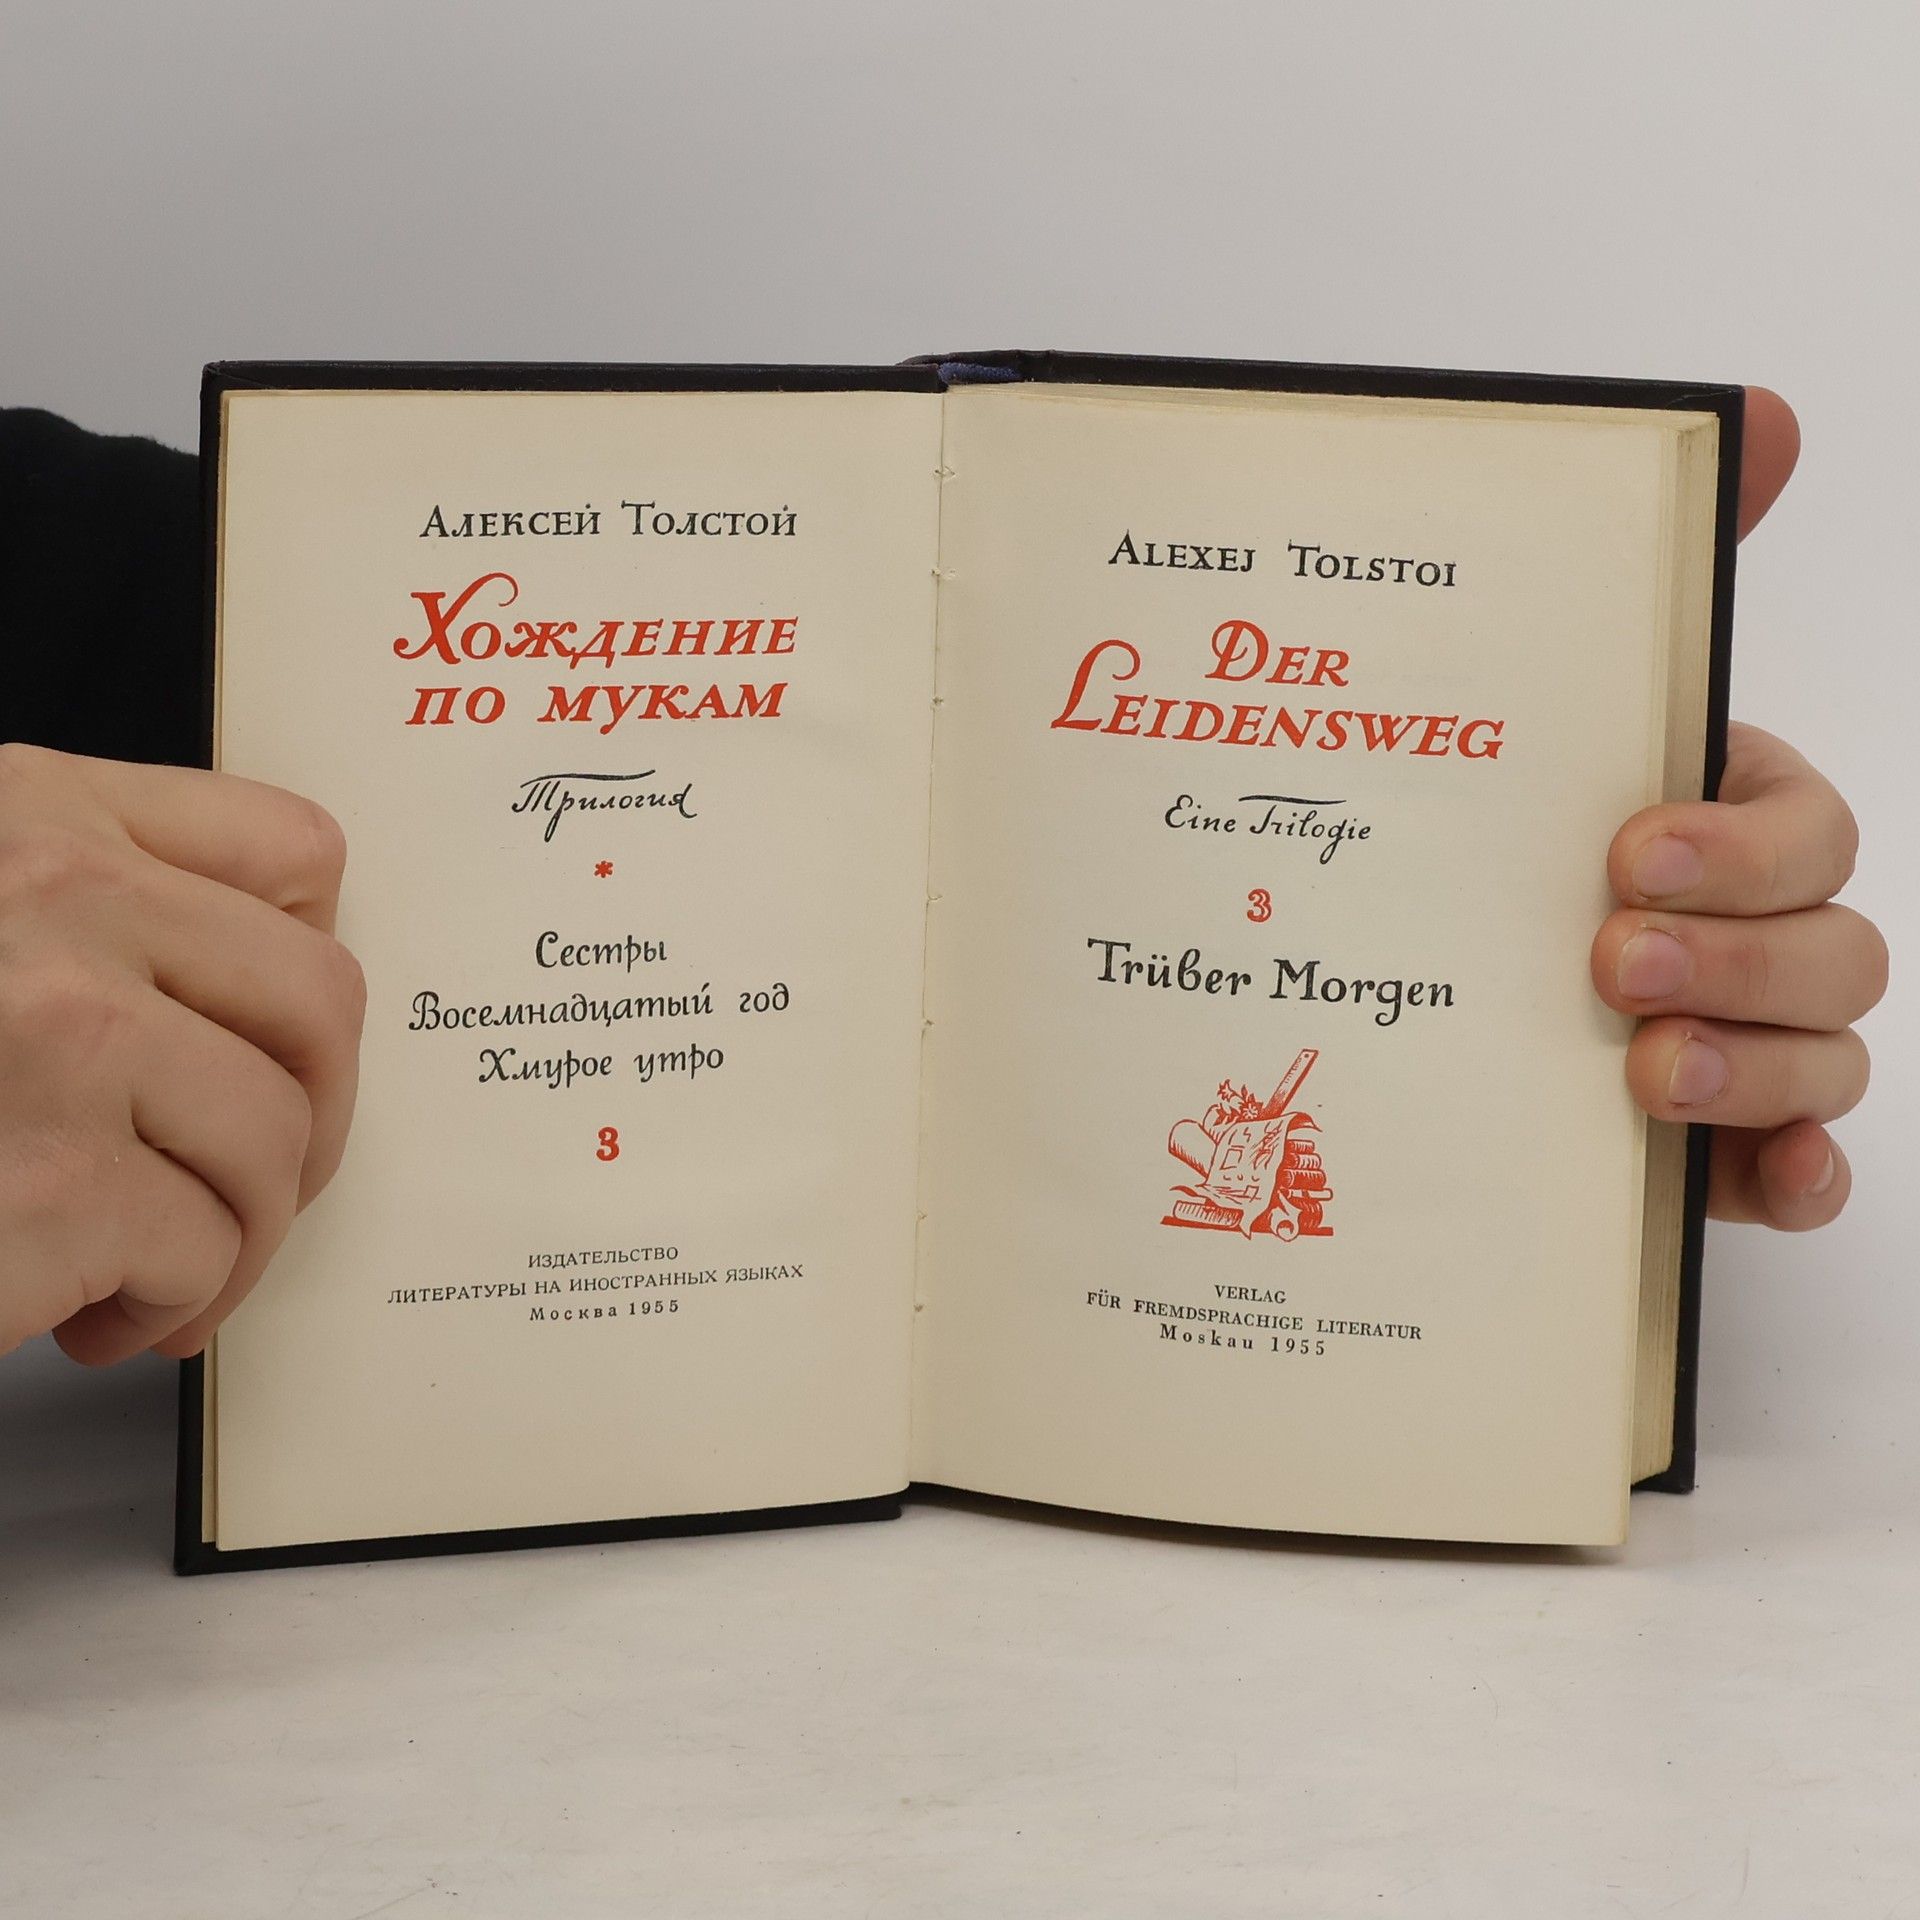 АЛЕКСЕЙ ТОЛСТОЙ
ХОЖДЕНИЕ
ПО МУКАМ
Трилогия
*
Сестры
Восемнадцатый год
Хмурое утро
3
ИЗДАТЕЛЬСТВО
ЛИТЕРАТУРЫ НА ИНОСТРАННЫХ ЯЗЫКАХ
Москва 1955
ALEXEJ TOLSTOI
DER
LEIDENSWEG
Eine Trilogie
3
Trüber Morgen
VERLAG
FÜR FREMDSPRACHIGE LITERATUR
Moskau 1955